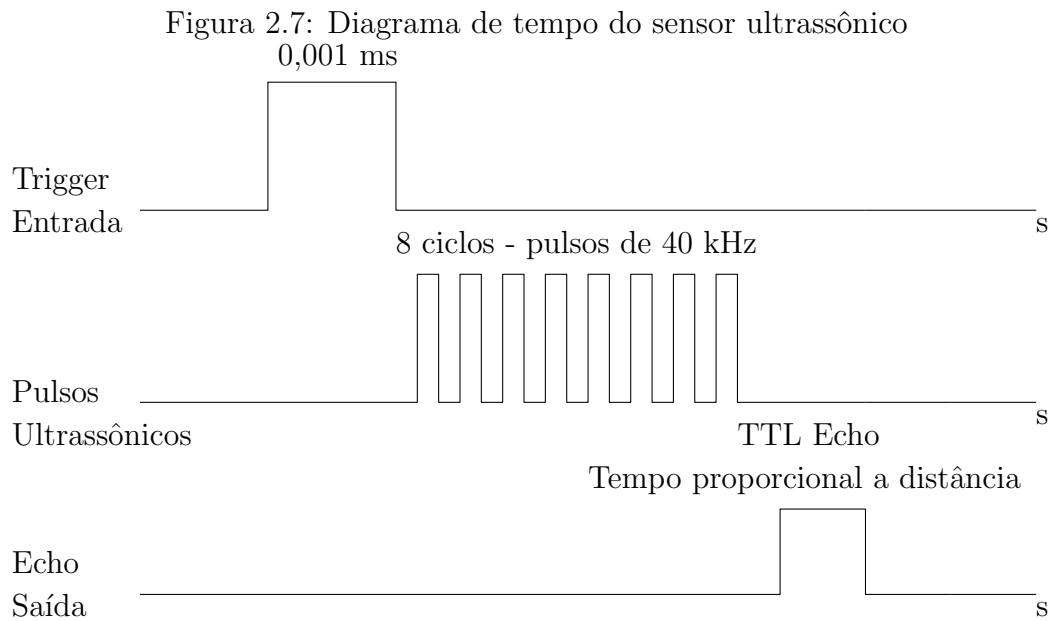 Figura 2.7: Diagrama de tempo do sensor ultrassônico
0,001 ms
Trigger
Entrada
s
8 ciclos - pulsos de 40 kHz
Pulsos
Ultrassônicos
s
TTL Echo
Tempo proporcional a distância
Echo
Saída
s